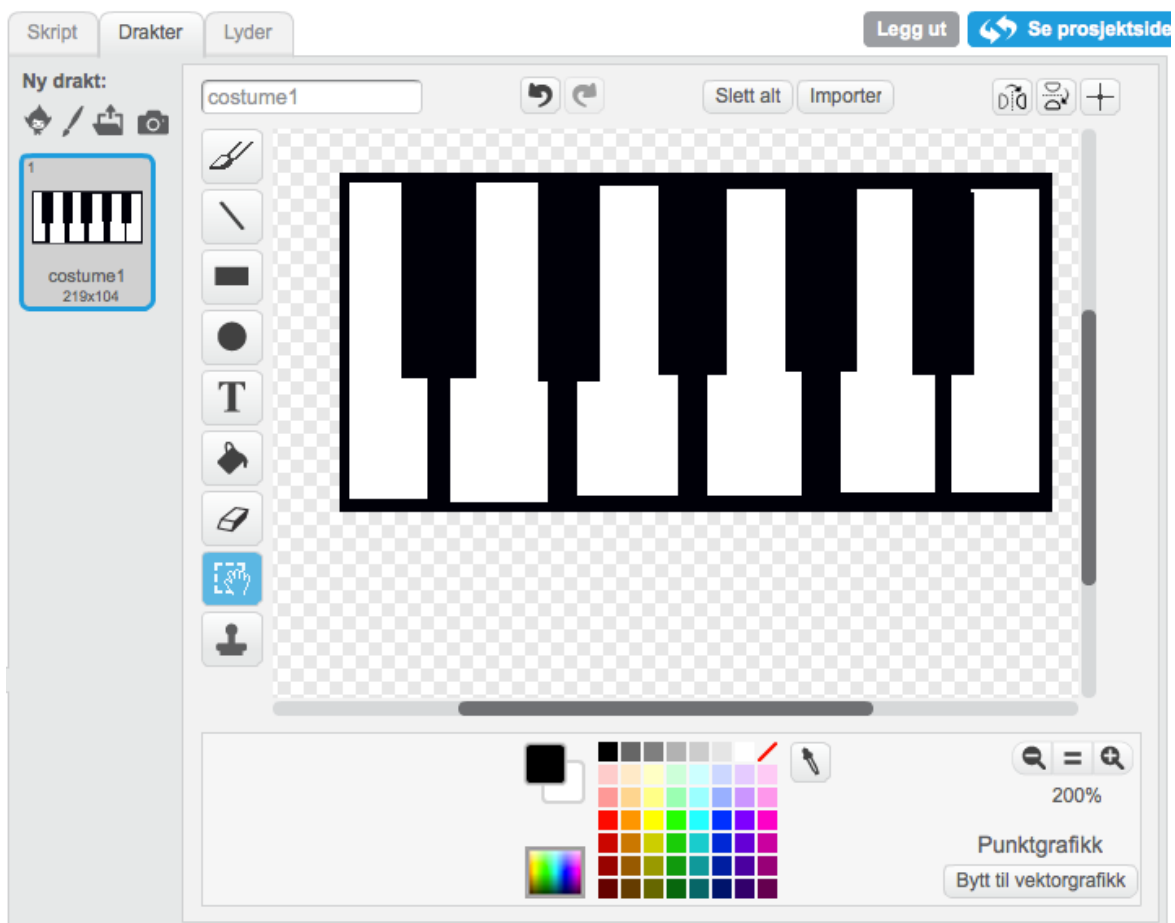 Skript
Drakter
Lyder
Legg ut
Se prosjektside
Ny drakt:
costume1
Slett alt
Importer
1
costume1
219x104
T
200%
Punktgrafikk
Bytt til vektorgrafikk